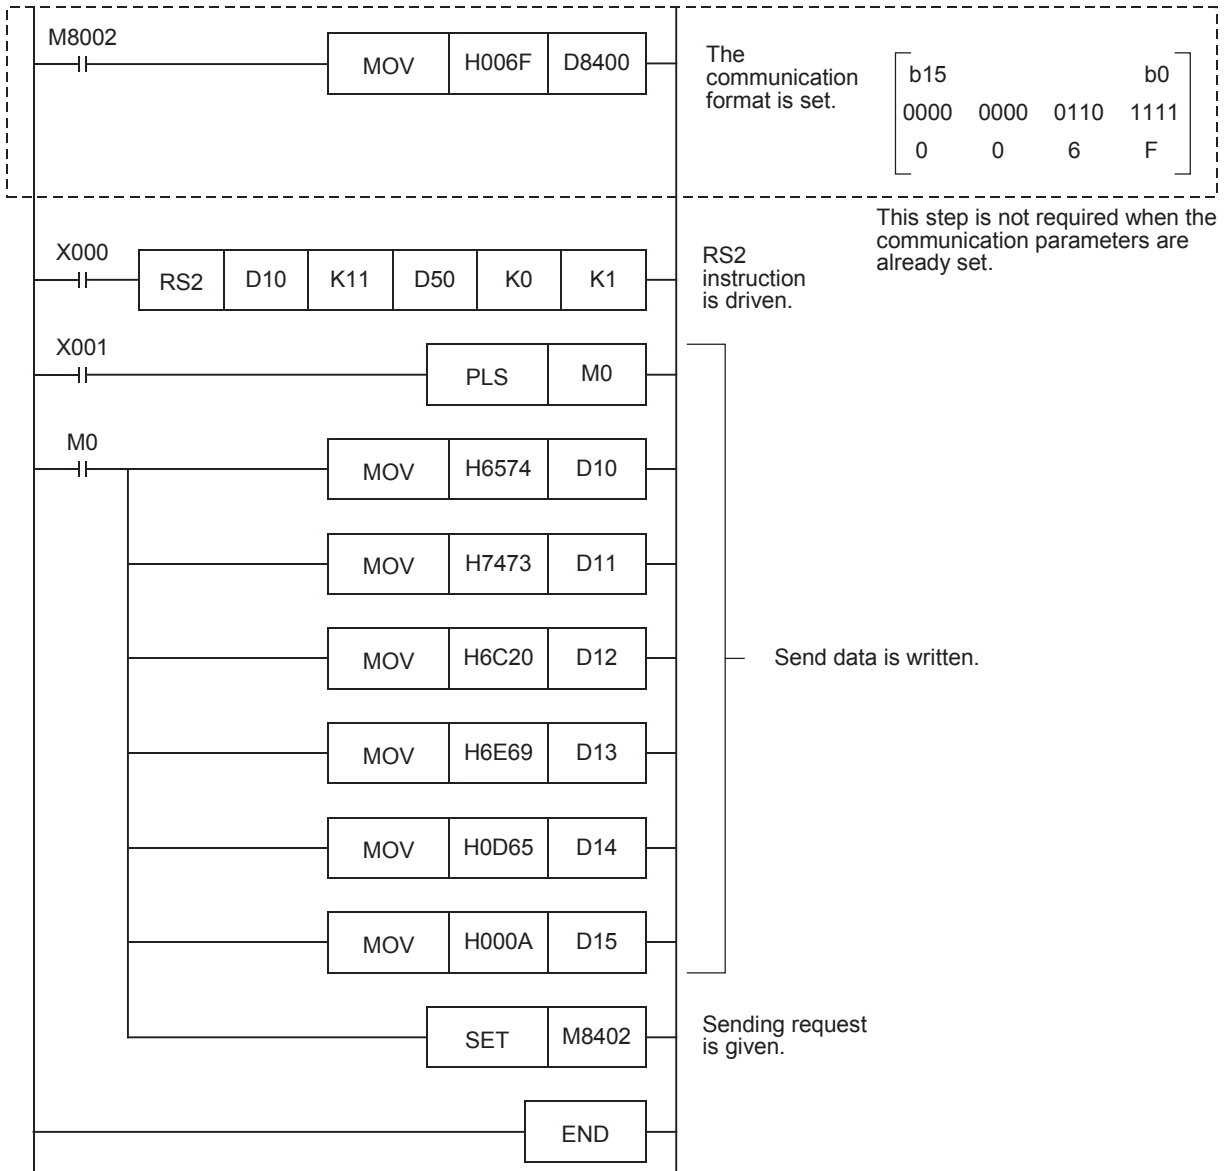 M8002
MOV H006F D8400
The
communication
format is set.
b15 b0
0000 0000 0110 1111
0 0 6 F
This step is not required when the
communication parameters are
already set.
X000
RS2 D10 K11 D50 K0 K1
RS2
instruction
is driven.
X001
PLS M0
M0
MOV H6574 D10
MOV H7473 D11
MOV H6C20 D12
Send data is written.
MOV H6E69 D13
MOV H0D65 D14
MOV H000A D15
SET M8402
Sending request
is given.
END